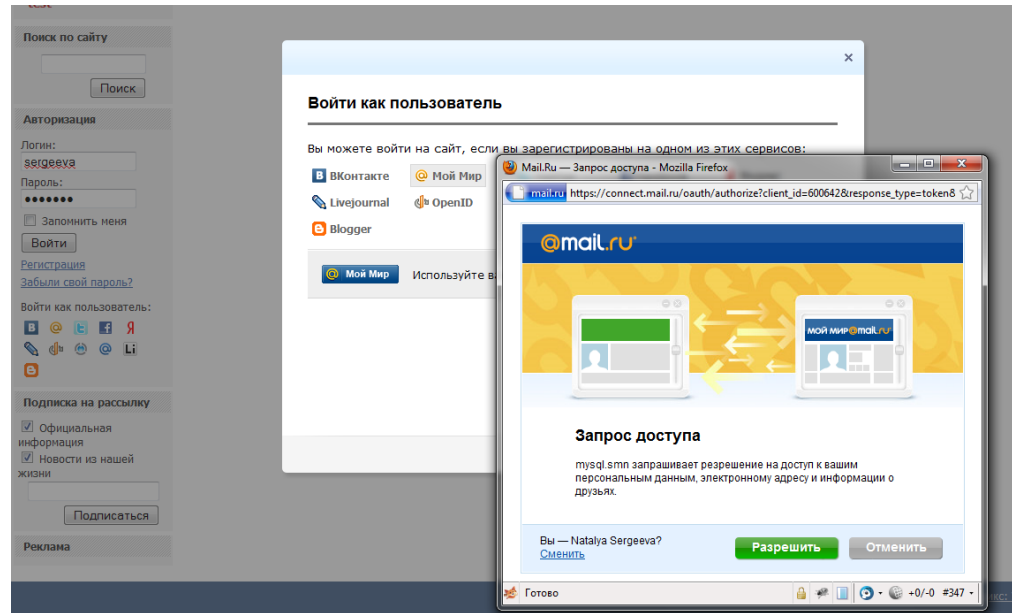 test
Поиск по сайту
Поиск
Авторизация
Логин:
sergeeva
Пароль:
•••••••
Запомнить меня
Войти
Регистрация
Забыли свой пароль?
Войти как пользователь:
Подписка на рассылку
Официальная
информация
Новости из нашей
жизни
Подписаться
Реклама
Войти как пользователь
Вы можете войти на сайт, если вы зарегистрированы на одном из этих сервисов:
ВКонтакте
Мой Мир
Livejournal
OpenID
Blogger
Мой Мир
Используйте в
Mail.Ru — Запрос доступа - Mozilla Firefox
mail.ru https://connect.mail.ru/oauth/authorize?client_id=600642&response_type=token&
@mail.ru
мой мир@mail.ru
Запрос доступа
mysql.smn запрашивает резрешение на доступ к вашим
персональным данным, электронному адресу и информации о
друзьях.
Вы — Natalya Sergeeva?
Сменить
Разрешить
Отменить
Готово
+0/-0 #347